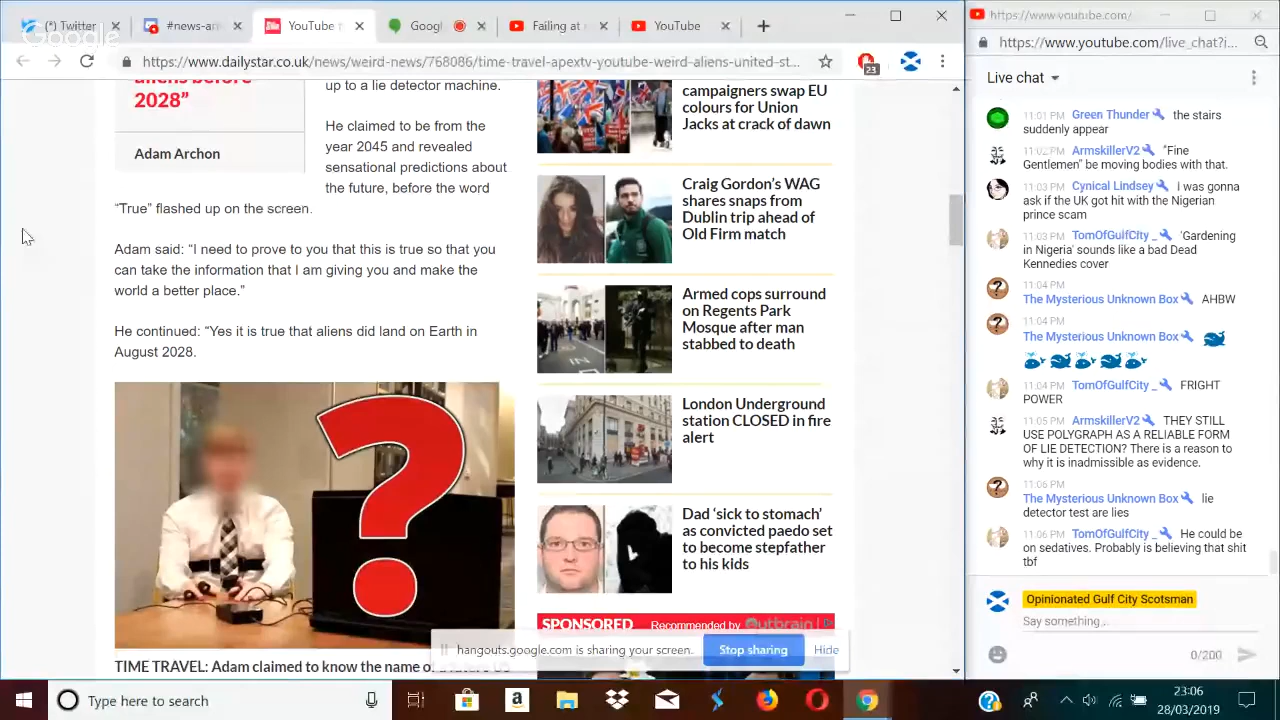 (*) Twitter
#news-a
YouTube
Googl
Failing at
YouTube
Google
https://www.dailystar.co.uk/news/weird-news/768086/time-travel-apextv-youtube-weird-aliens-united-st...
23
aliens before
2028”
Adam Archon
up to a lie detector machine.
He claimed to be from the
year 2045 and revealed
sensational predictions about
the future, before the word
“True” flashed up on the screen.
Adam said: “I need to prove to you that this is true so that you
can take the information that I am giving you and make the
world a better place.”
He continued: “Yes it is true that aliens did land on Earth in
August 2028.
?
TIME TRAVEL: Adam claimed to know the name of
campaigners swap EU
colours for Union
Jacks at crack of dawn
Craig Gordon’s WAG
shares snaps from
Dublin trip ahead of
Old Firm match
Armed cops surround
Regents Park
Mosque after man
stabbed to death
London Underground
station CLOSED in fire
alert
Dad ‘sick to stomach’
as convicted paedo set
to become stepfather
to his kids
SPONSORED
Recommended by Outbrain
hangouts.google.com is sharing your screen.
Stop sharing
Hide
https://www.youtube.com/
https://www.youtube.com/live_chat?i...
Live chat
11:01 PM Green Thunder the stairs
suddenly appear
11:02 PM ArmskillerV2 "Fine
Gentlemen" be moving bodies with that.
11:03 PM Cynical Lindsey I was gonna
ask if the UK got hit with the Nigerian
prince scam
11:03 PM TomOfGulfCity _ 'Gardening
in Nigeria' sounds like a bad Dead
Kennedies cover
11:04 PM
The Mysterious Unknown Box AHBW
11:04 PM
The Mysterious Unknown Box
11:04 PM TomOfGulfCity _ FRIGHT
POWER
11:05 PM ArmskillerV2 THEY STILL
USE POLYGRAPH AS A RELIABLE FORM
OF LIE DETECTION? There is a reason to
why it is inadmissible as evidence.
11:06 PM
The Mysterious Unknown Box lie
detector test are lies
11:06 PM TomOfGulfCity _ He could be
on sedatives. Probably is believing that shit
tbf
Opinionated Gulf City Scotsman
Say something...
0/200
Type here to search
23:06
28/03/2019